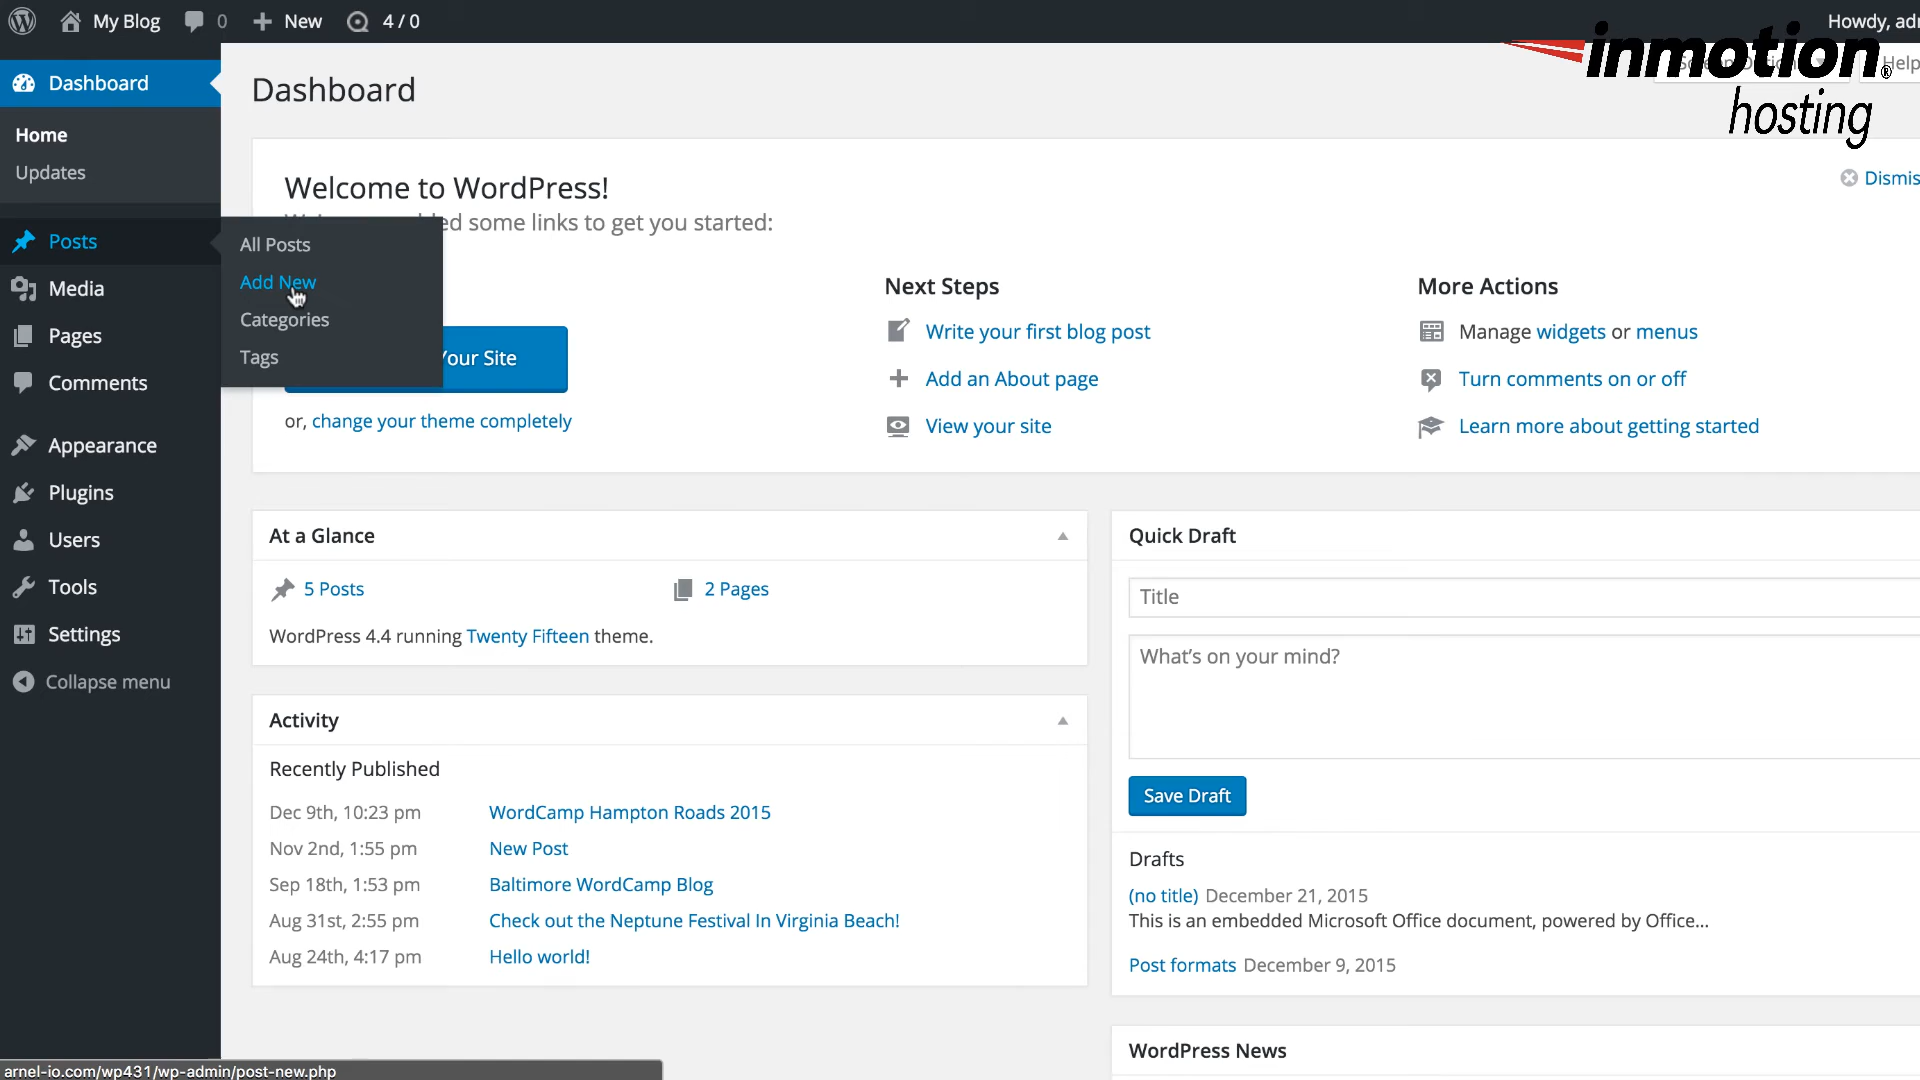 My Blog 0 New 4 / 0
Howdy,
inmotion®
hosting
Help
Dashboard
Home
Updates
Posts
Media
Pages
Comments
Appearance
Plugins
Users
Tools
Settings
Collapse menu
All Posts
Add New
Categories
Tags
Dashboard
Welcome to WordPress!
some links to get you started:
Your Site
or, change your theme completely
Next Steps
Write your first blog post
Add an About page
View your site
More Actions
Manage widgets or menus
Turn comments on or off
Learn more about getting started
At a Glance
5 Posts
2 Pages
WordPress 4.4 running Twenty Fifteen theme.
Activity
Recently Published
Dec 9th, 10:23 pm WordCamp Hampton Roads 2015
Nov 2nd, 1:55 pm New Post
Sep 18th, 1:53 pm Baltimore WordCamp Blog
Aug 31st, 2:55 pm Check out the Neptune Festival In Virginia Beach!
Aug 24th, 4:17 pm Hello world!
Quick Draft
Title
What's on your mind?
Save Draft
Drafts
(no title) December 21, 2015
This is an embedded Microsoft Office document, powered by Office...
Post formats December 9, 2015
WordPress News
arnel-io.com/wp431/wp-admin/post-new.php